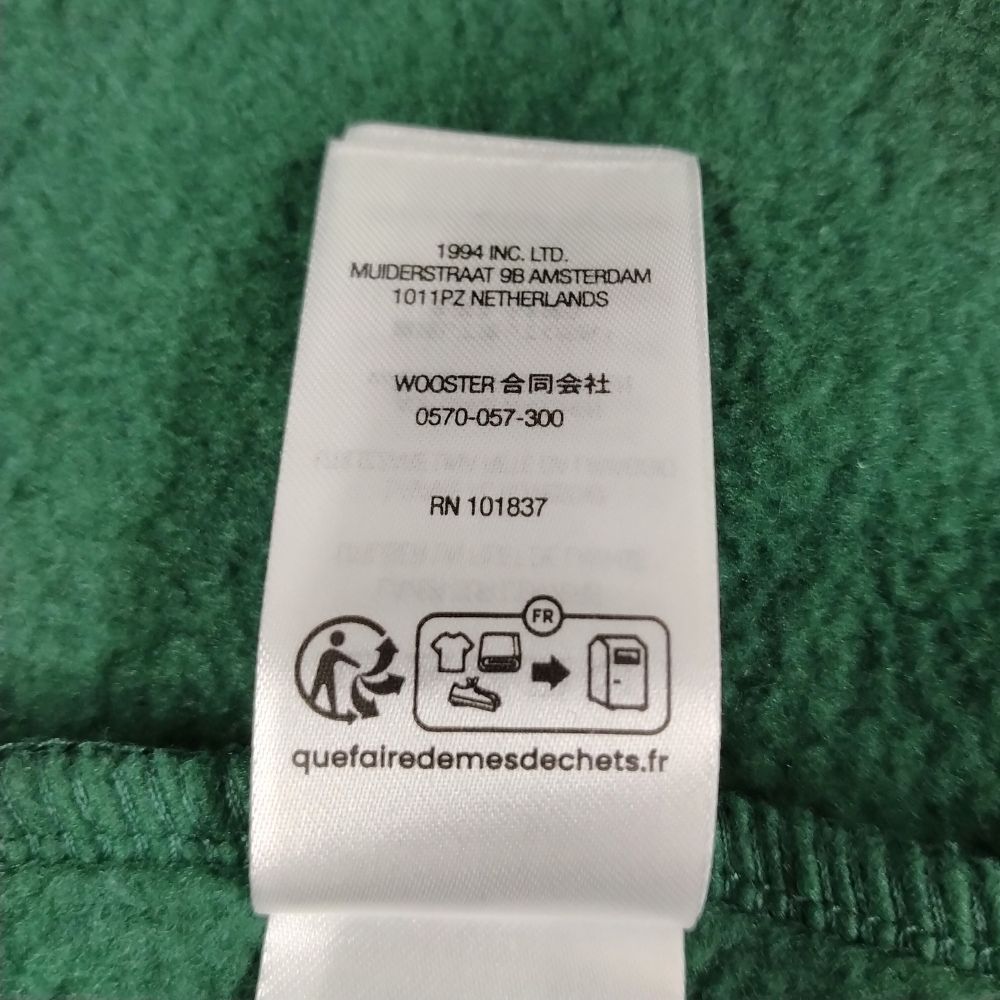 1994 INC. LTD.
MUIDERSTRAAT 9B AMSTERDAM
1011PZ NETHERLANDS
WOOSTER 合同会社
0570-057-300
RN 101837
FR
quefairedemesdechets.fr